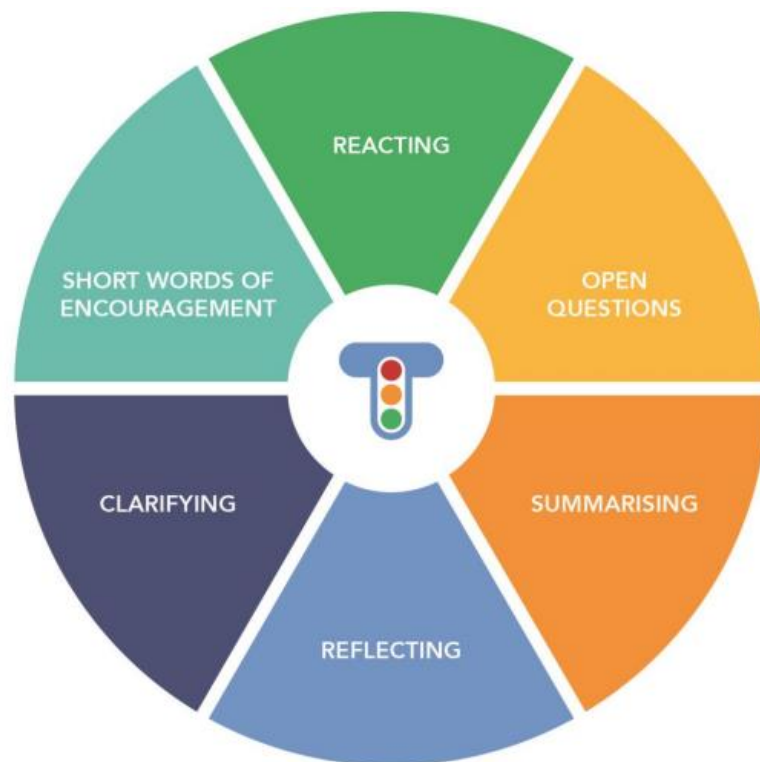 REACTING
OPEN
QUESTIONS
SUMMARISING
REFLECTING
CLARIFYING
SHORT WORDS OF
ENCOURAGEMENT